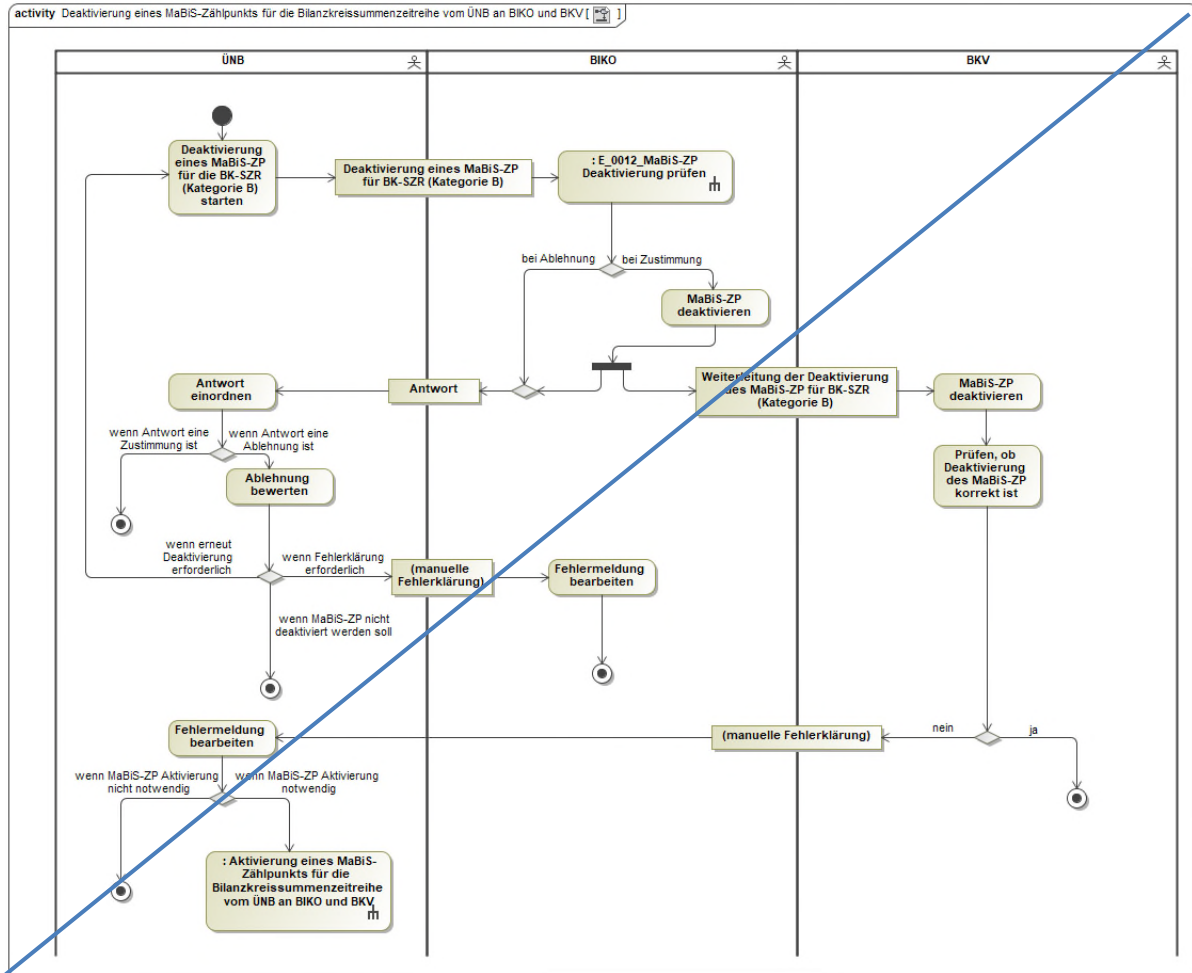 activity Deaktivierung eines MaBiS-Zählpunkts für die Bilanzkreissummenzeitreihe vom ÜNB an BIKO und BKV [ ]
ÜNB
BIKO
BKV
Deaktivierung
eines MaBiS-ZP
für die BK-SZR
(Kategorie B)
starten
Deaktivierung eines MaBiS-ZP
für BK-SZR (Kategorie B)
: E_0012_MaBiS-ZP
Deaktivierung prüfen
bei Ablehnung
bei Zustimmung
MaBiS-ZP
deaktivieren
Antwort
einordnen
Antwort
Weiterleitung der Deaktivierung
des MaBiS-ZP für BK-SZR
(Kategorie B)
MaBiS-ZP
deaktivieren
wenn Antwort eine
Zustimmung ist
wenn Antwort eine
Ablehnung ist
Ablehnung
bewerten
Prüfen, ob
Deaktivierung
des MaBiS-ZP
korrekt ist
wenn erneut
Deaktivierung
erforderlich
wenn Fehlerklärung
erforderlich
(manuelle
Fehlerklärung)
Fehlermeldung
bearbeiten
wenn MaBiS-ZP nicht
deaktiviert werden soll
Fehlermeldung
bearbeiten
(manuelle Fehlerklärung)
nein
ja
wenn MaBiS-ZP Aktivierung
nicht notwendig
wenn MaBiS-ZP Aktivierung
notwendig
: Aktivierung eines MaBiS-
Zählpunkts für die
Bilanzkreissummenzeitreihe
vom ÜNB an BIKO und BKV